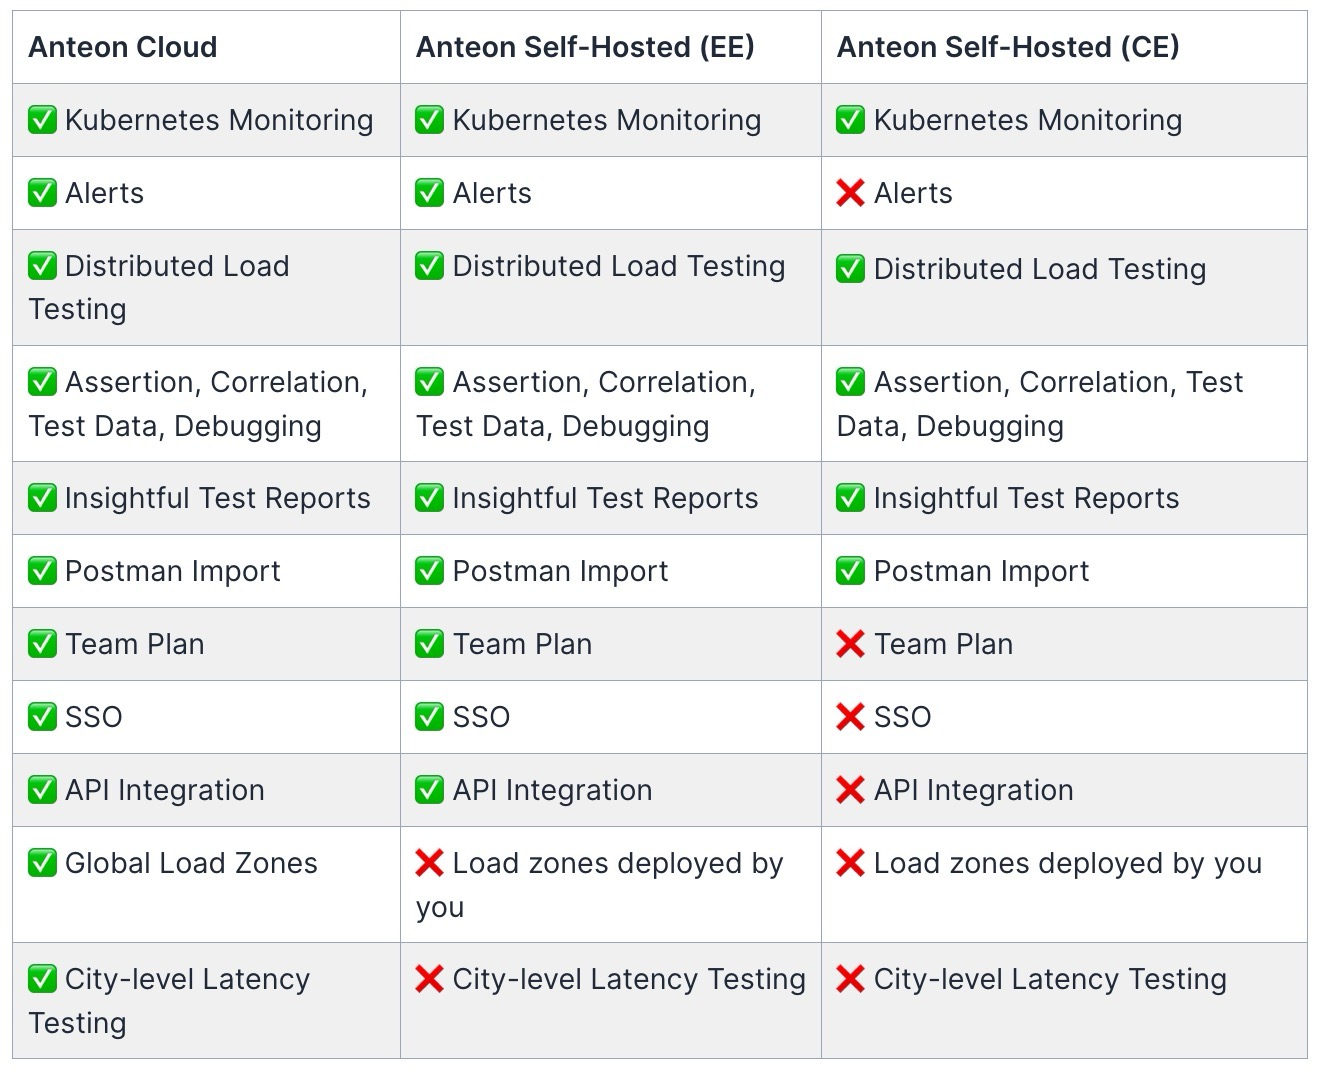 Anteon Cloud
Anteon Self-Hosted (EE)
Anteon Self-Hosted (CE)
✅ Kubernetes Monitoring
✅ Kubernetes Monitoring
✅ Kubernetes Monitoring
✅ Alerts
✅ Alerts
❌ Alerts
✅ Distributed Load
Testing
✅ Distributed Load Testing
✅ Distributed Load Testing
✅ Assertion, Correlation,
Test Data, Debugging
✅ Assertion, Correlation,
Test Data, Debugging
✅ Assertion, Correlation, Test
Data, Debugging
✅ Insightful Test Reports
✅ Insightful Test Reports
✅ Insightful Test Reports
✅ Postman Import
✅ Postman Import
✅ Postman Import
✅ Team Plan
✅ Team Plan
❌ Team Plan
✅ SSO
✅ SSO
❌ SSO
✅ API Integration
✅ API Integration
❌ API Integration
✅ Global Load Zones
❌ Load zones deployed by
you
❌ Load zones deployed by you
✅ City-level Latency
Testing
❌ City-level Latency Testing
❌ City-level Latency Testing